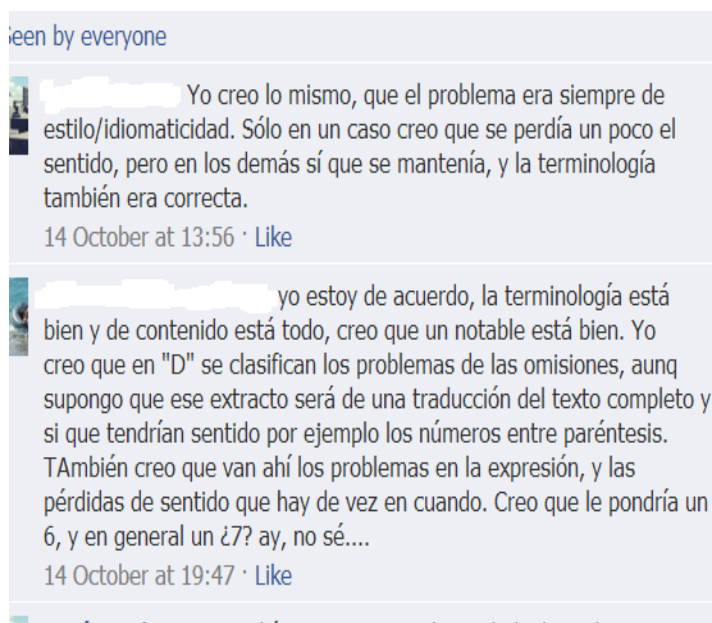 Seen by everyone
Yo creo lo mismo, que el problema era siempre de
estilo/idiomaticidad. Sólo en un caso creo que se perdía un poco el
sentido, pero en los demás sí que se mantenía, y la terminología
también era correcta.
14 October at 13:56 · Like
yo estoy de acuerdo, la terminología está
bien y de contenido está todo, creo que un notable está bien. Yo
creo que en "D" se clasifican los problemas de las omisiones, aunq
supongo que ese extracto será de una traducción del texto completo y
si que tendrían sentido por ejemplo los números entre paréntesis.
TAmbién creo que van ahí los problemas en la expresión, y las
pérdidas de sentido que hay de vez en cuando. Creo que le pondría un
6, y en general un ¿7? ay, no sé....
14 October at 19:47 · Like